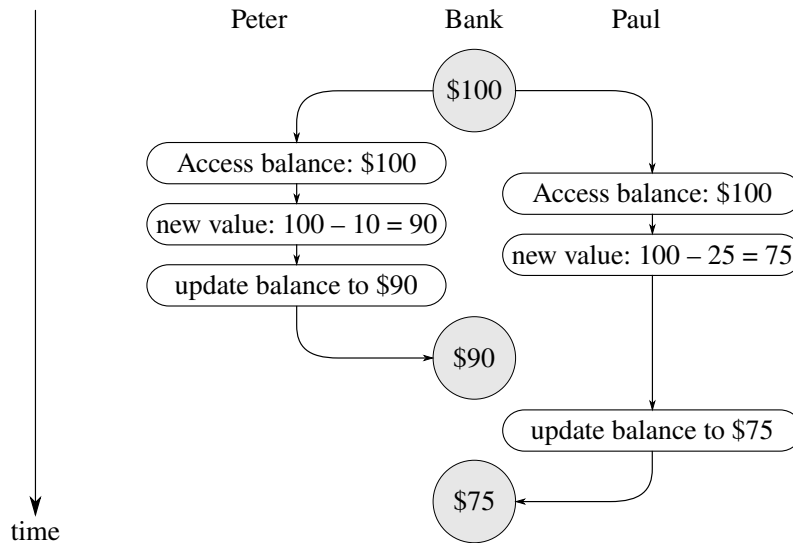 Peter Bank Paul
$100
Access balance: $100
Access balance: $100
new value: 100 – 10 = 90
new value: 100 – 25 = 75
update balance to $90
$90
update balance to $75
$75
time